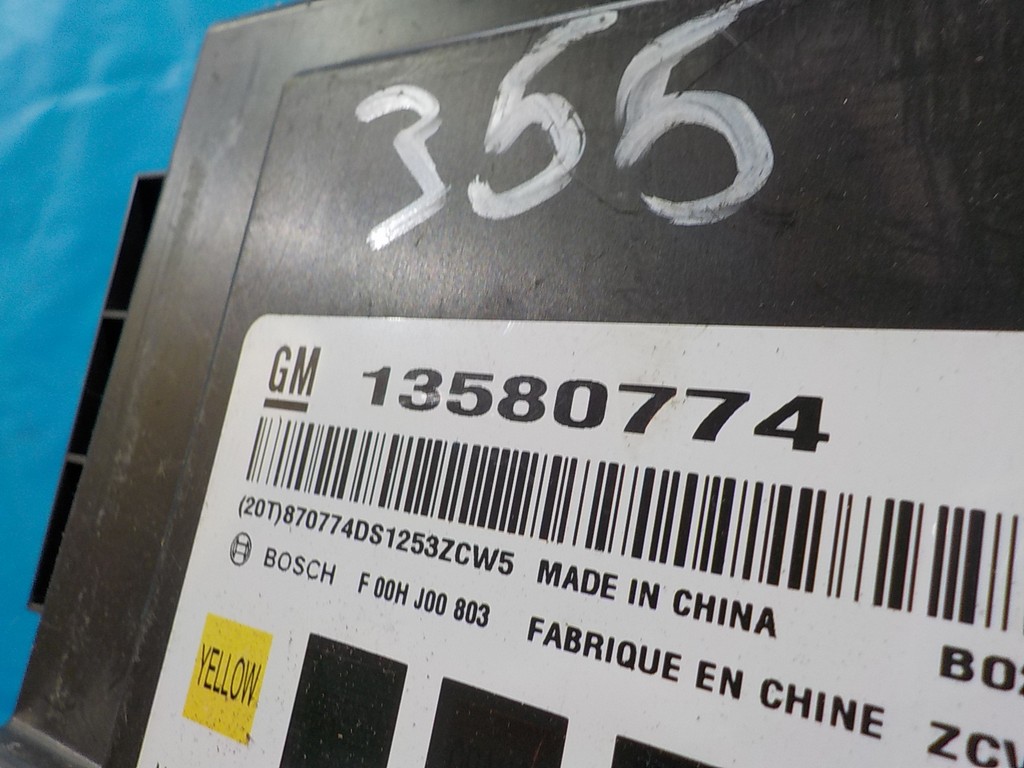 355
GM 13580774
(20T)870774DS1253ZCW5 MADE IN CHINA
BOSCH F 00H J00 803 FABRIQUE EN CHINE
YELLOW